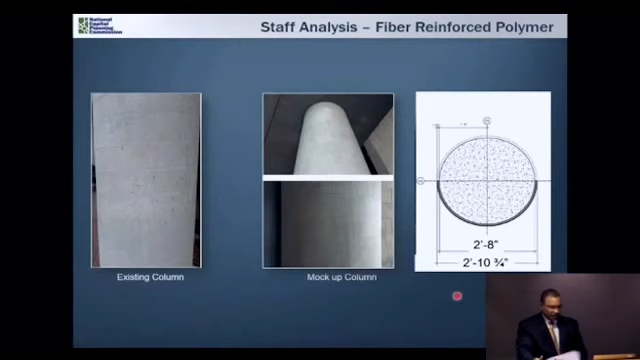 National
Capital
Planning
Commission
Staff Analysis – Fiber Reinforced Polymer
2'-8"
2'-10 ¾"
Existing Column
Mock up Column